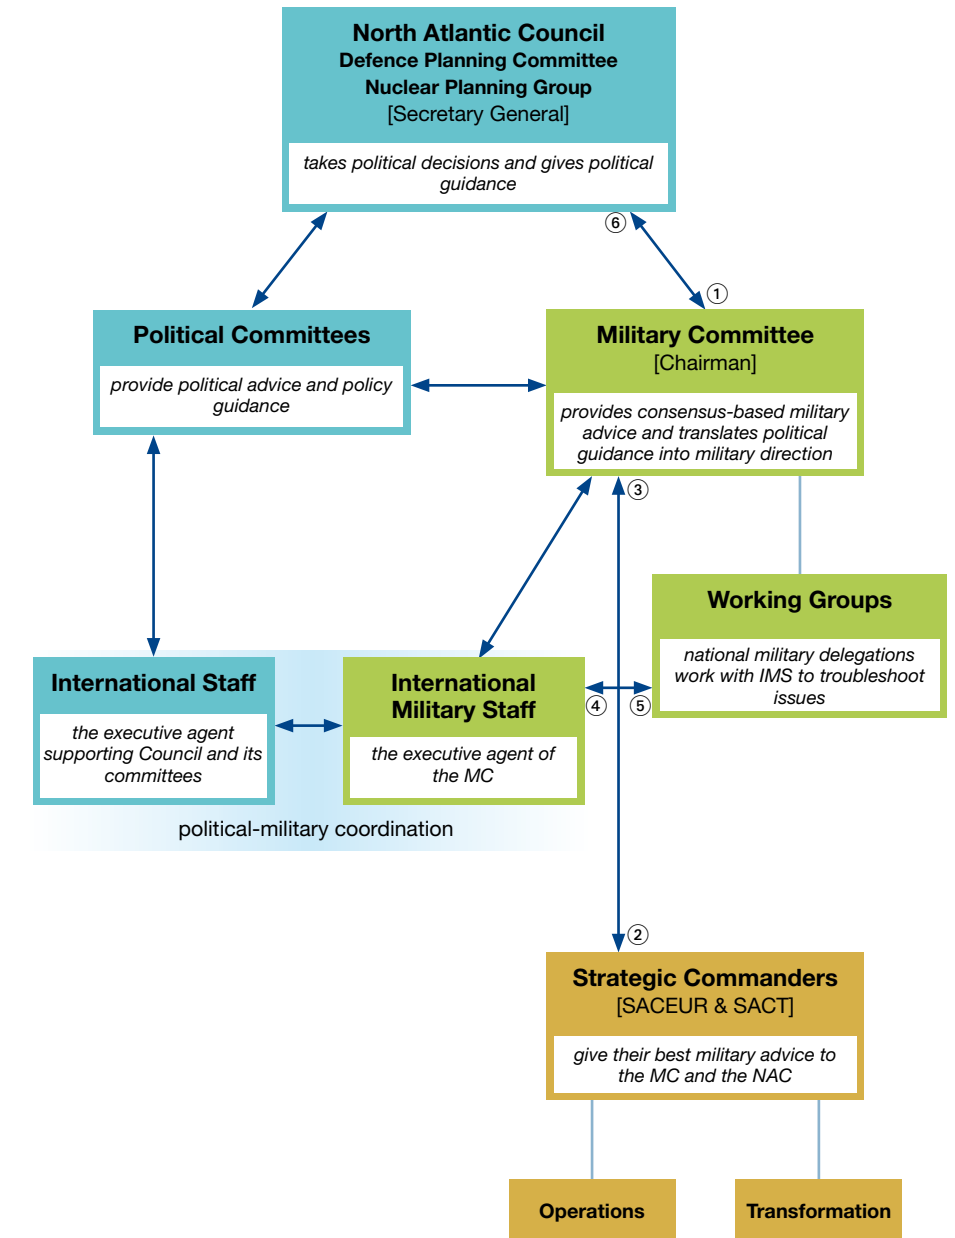 North Atlantic Council
Defence Planning Committee
Nuclear Planning Group
[Secretary General]
takes political decisions and gives political
guidance
⑥
①
Political Committees
provide political advice and policy
guidance
Military Committee
[Chairman]
provides consensus-based military
advice and translates political
guidance into military direction
③
Working Groups
national military delegations
work with IMS to troubleshoot
issues
International Staff
the executive agent
supporting Council and its
committees
International
Military Staff
the executive agent of
the MC
④
⑤
political-military coordination
②
Strategic Commanders
[SACEUR & SACT]
give their best military advice to
the MC and the NAC
Operations
Transformation